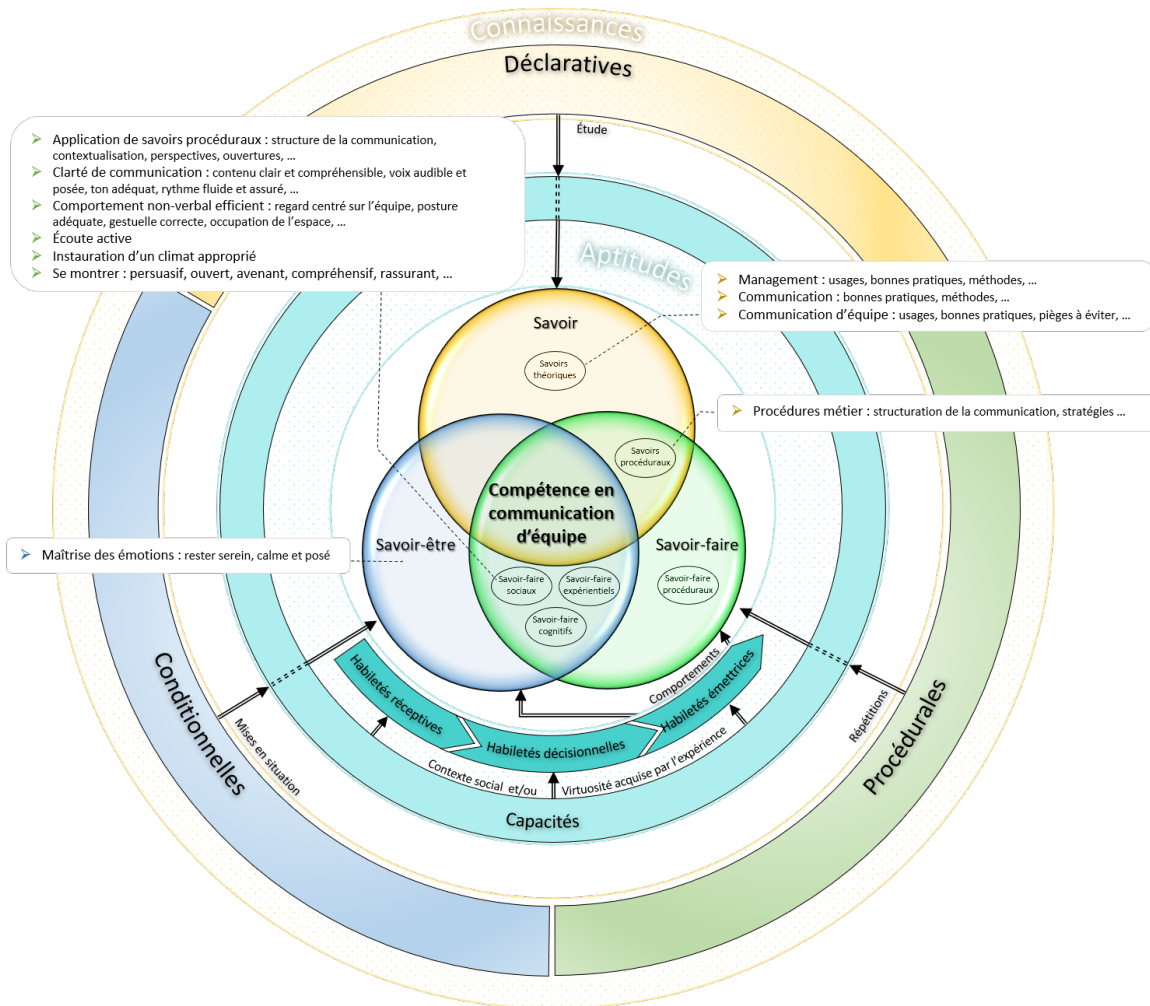 Connaissances
Déclaratives
Étude
➢ Application de savoirs procéduraux : structure de la communication,
contextualisation, perspectives, ouvertures, …
➢ Clarté de communication : contenu clair et compréhensible, voix audible et
posée, ton adéquat, rythme fluide et assuré, …
➢ Comportement non-verbal efficient : regard centré sur l’équipe, posture
adéquate, gestuelle correcte, occupation de l’espace, …
➢ Écoute active
➢ Instauration d’un climat approprié
➢ Se montrer : persuasif, ouvert, avenant, compréhensif, rassurant, …
Aptitudes
➢ Management : usages, bonnes pratiques, méthodes, …
➢ Communication : bonnes pratiques, méthodes, …
➢ Communication d’équipe : usages, bonnes pratiques, pièges à éviter, …
Savoir
Savoirs
théoriques
➢ Procédures métier : structuration de la communication, stratégies …
Savoirs
procéduraux
Compétence en
communication
d’équipe
Savoir-être
Savoir-faire
➢ Maîtrise des émotions : rester serein, calme et posé
Savoir-faire
sociaux
Savoir-faire
expérientiels
Savoir-faire
procéduraux
Savoir-faire
cognitifs
Habiletés réceptives
Habiletés décisionnelles
Habiletés émettrices
Comportements
Contexte social et/ou
Virtuosité acquise par l’expérience
Capacités
Conditionnelles
Mises en situation
Répétitions
Procédurales